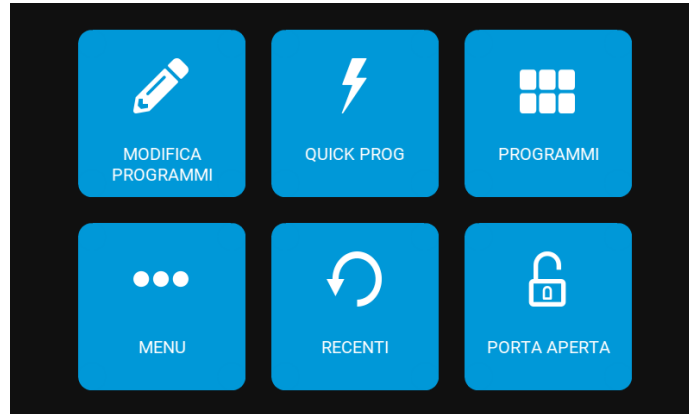 MODIFICA
PROGRAMMI
QUICK PROG
PROGRAMMI
MENU
RECENTI
PORTA APERTA